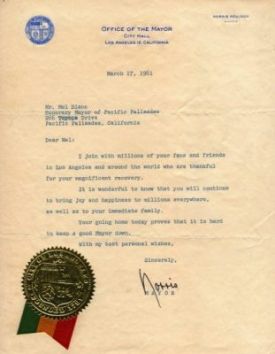 OFFICE OF THE MAYOR
CITY HALL
LOS ANGELES 12, CALIFORNIA
NORRIS POULSON
March 17, 1961
Mr. Mel Blanc
Honorary Mayor of Pacific Palisades
266 Toyopa Drive
Pacific Palisades, California
Dear Mel:
I join with millions of your fans and friends
in Los Angeles and around the world who are thankful
for your magnificent recovery.
It is wonderful to know that you will continue
to bring joy and happiness to millions everywhere,
as well as to your immediate family.
Your going home today proves that it is hard
to keep a good Mayor down.
With my best personal wishes,
Sincerely,
Norris
MAYOR